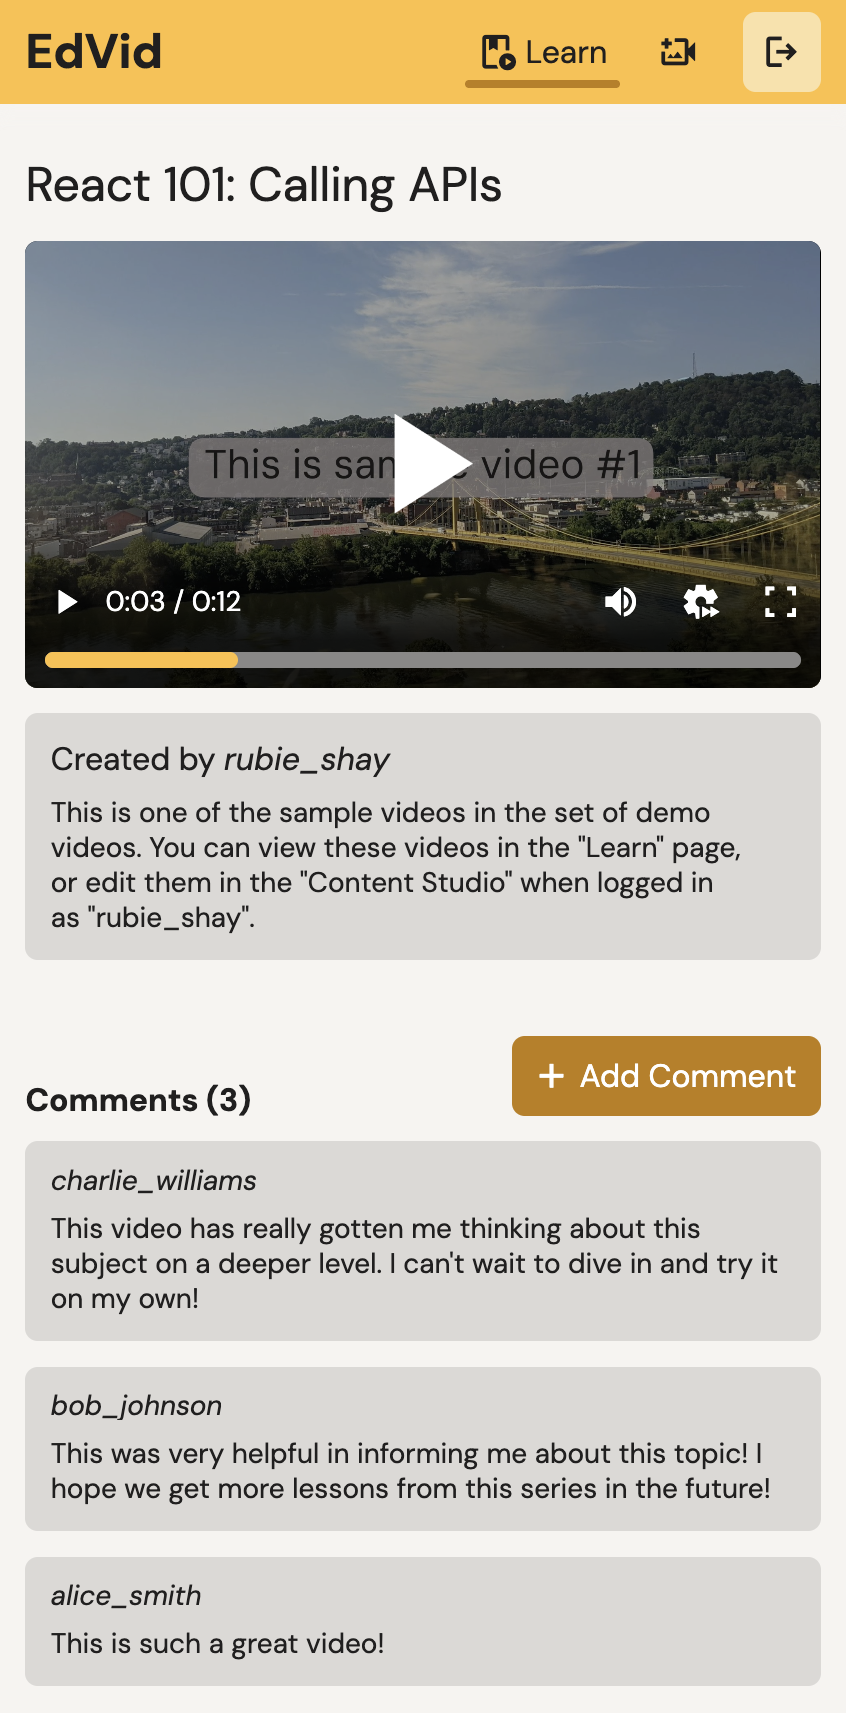 EdVid
Learn
React 101: Calling APIs
This is sam video #1
0:03 / 0:12
Created by rubie_shay
This is one of the sample videos in the set of demo
videos. You can view these videos in the "Learn" page,
or edit them in the "Content Studio" when logged in
as "rubie_shay".
Comments (3)
+ Add Comment
charlie_williams
This video has really gotten me thinking about this
subject on a deeper level. I can't wait to dive in and try it
on my own!
bob_johnson
This was very helpful in informing me about this topic! I
hope we get more lessons from this series in the future!
alice_smith
This is such a great video!